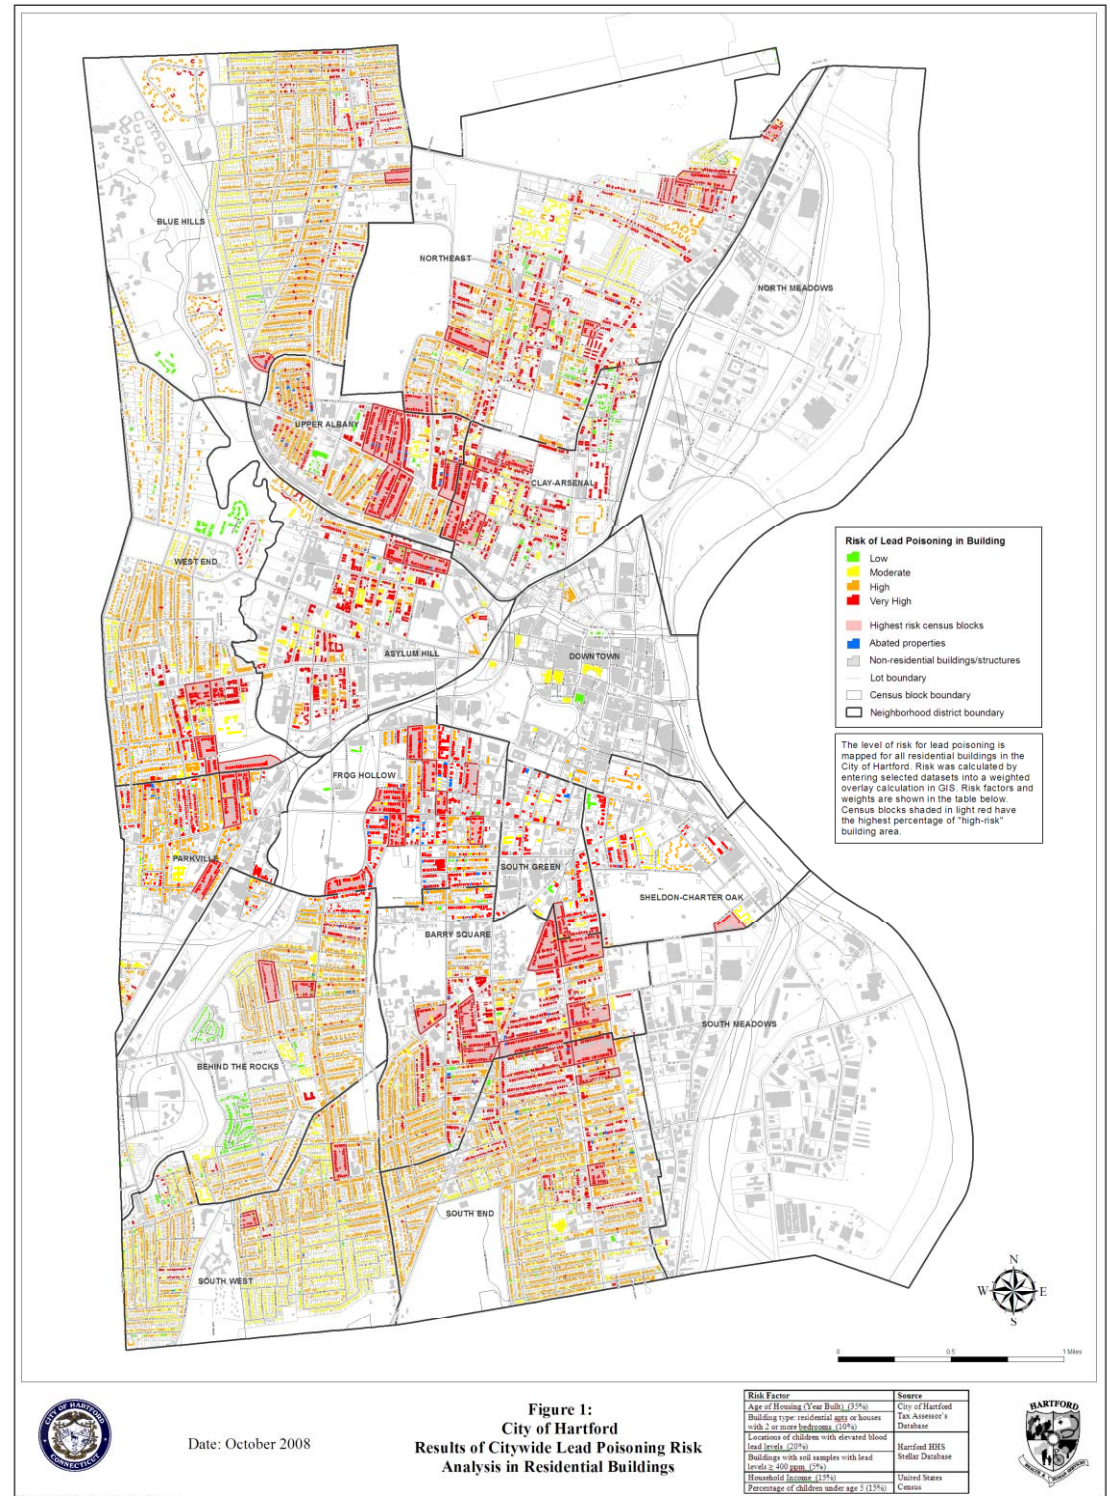 BLUE HILLS
NORTHEAST
NORTH MEADOWS
UPPER ALBANY
CLAY-ARSENAL
WEST END
ASYLUM HILL
DOWNTOWN
FROG HOLLOW
PARKVILLE
SOUTH GREEN
SHELDON-CHARTER OAK
BARRY SQUARE
SOUTH MEADOWS
BEHIND THE ROCKS
SOUTH END
SOUTH WEST
Risk of Lead Poisoning in Building
Low
Moderate
High
Very High
Highest risk census blocks
Abated properties
Non-residential buildings/structures
Lot boundary
Census block boundary
Neighborhood district boundary
The level of risk for lead poisoning is
mapped for all residential buildings in the
City of Hartford. Risk was calculated by
entering selected datasets into a weighted
overlay calculation in GIS. Risk factors and
weights are shown in the table below.
Census blocks shaded in light red have
the highest percentage of "high-risk"
building area.
N
W E
S
0 0.5 1 Miles
CITY OF HARTFORD
CONNECTICUT
Date: October 2008
Figure 1:
City of Hartford
Results of Citywide Lead Poisoning Risk
Analysis in Residential Buildings
Risk Factor Source
Age of Housing (Year Built) (35%)
Building type: residential apts or houses
with 2 or more bedrooms (10%)
City of Hartford
Tax Assessor's
Database
Locations of children with elevated blood
lead levels (20%)
Buildings with soil samples with lead
levels ≥ 400 ppm (5%)
Hartford HHS
Stellar Database
Household Income (15%)
Percentage of children under age 5 (15%)
United States
Census
HARTFORD